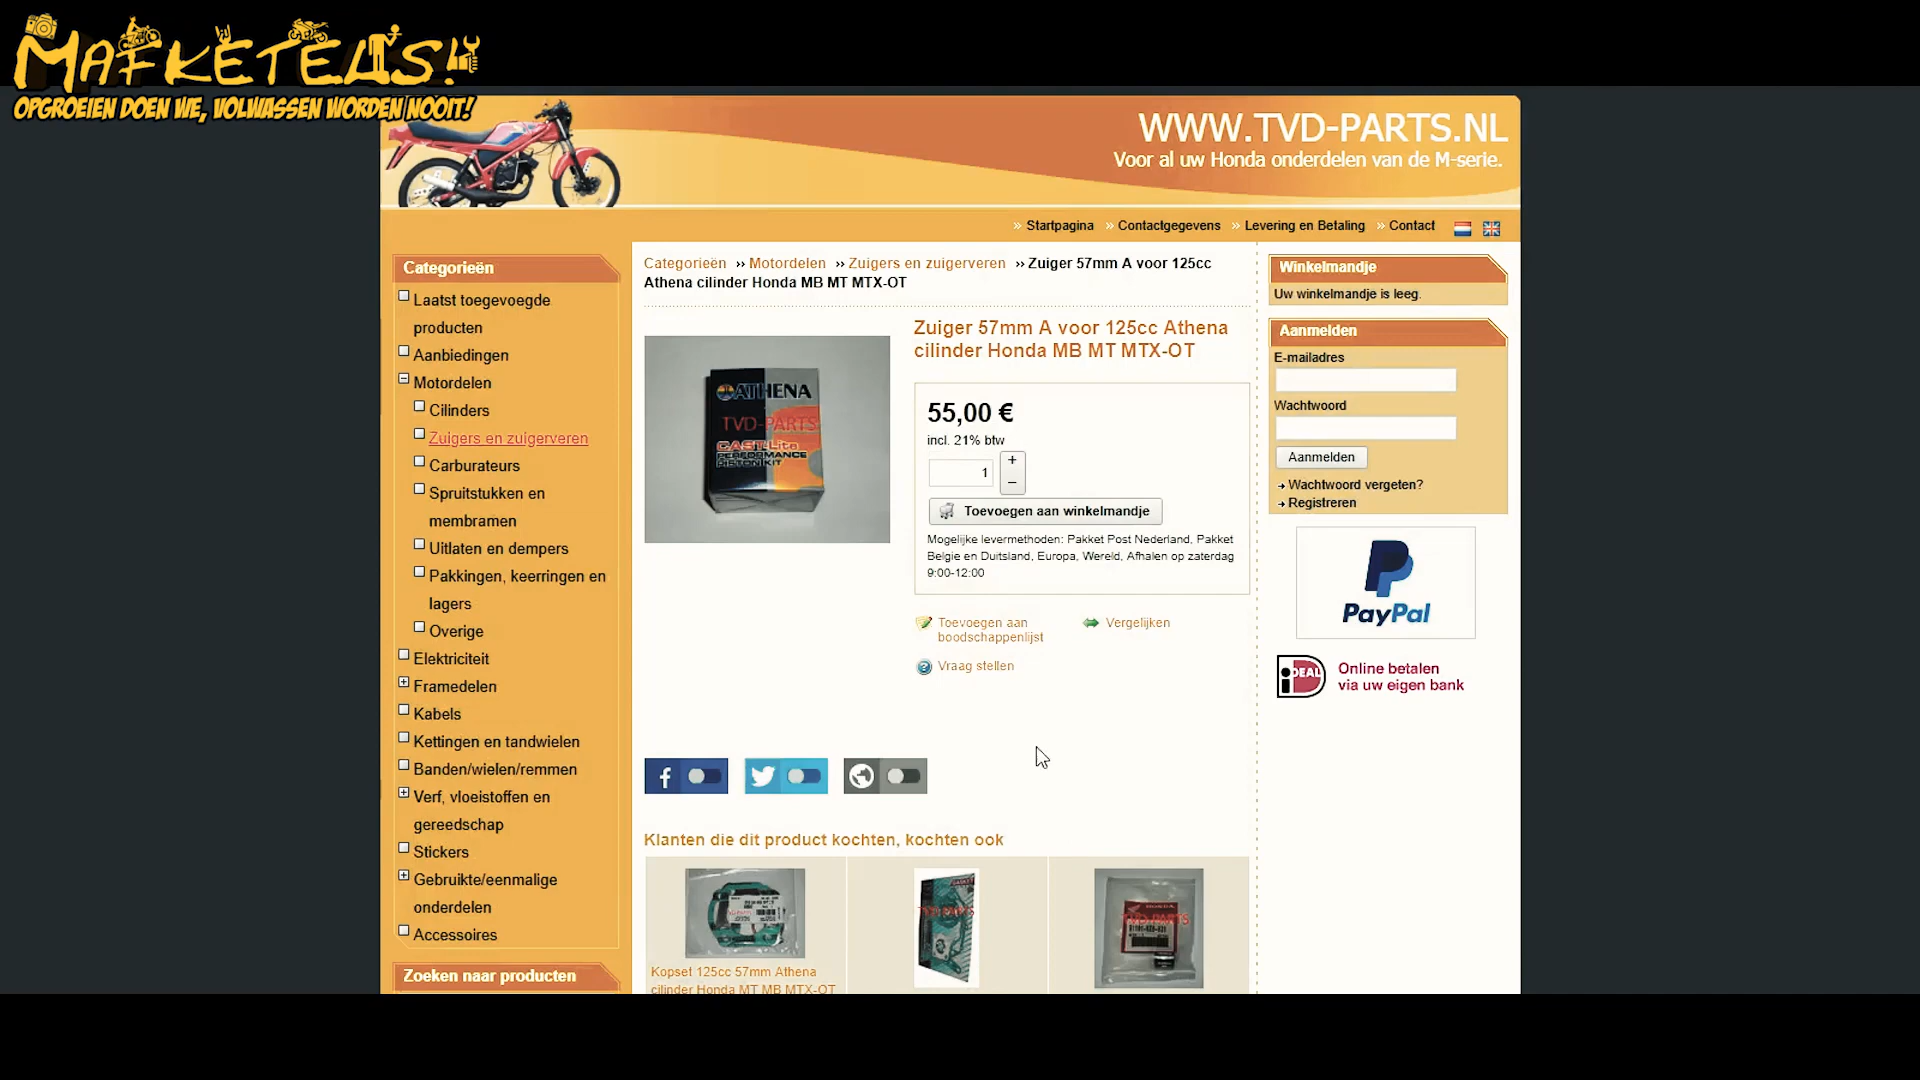 MAFKETELS!
OPGROEIEN DOEN WE, VOLWASSEN WORDEN NOOIT!
WWW.TVD-PARTS.NL
Voor al uw Honda onderdelen van de M-serie.
» Startpagina » Contactgegevens » Levering en Betaling » Contact
Categorieën
Laatst toegevoegde
producten
Aanbiedingen
Motordelen
Cilinders
Zuigers en zuigerveren
Carburateurs
Spruitstukken en
membramen
Uitlaten en dempers
Pakkingen, keerringen en
lagers
Overige
Elektriciteit
Framedelen
Kabels
Kettingen en tandwielen
Banden/wielen/remmen
Verf, vloeistoffen en
gereedschap
Stickers
Gebruikte/eenmalige
onderdelen
Accessoires
Zoeken naar producten
Categorieën ›› Motordelen ›› Zuigers en zuigerveren ›› Zuiger 57mm A voor 125cc
Athena cilinder Honda MB MT MTX-OT
ATHENA
TVD-PARTS
CAST-Lite
PERFORMANCE
PISTON KIT
Zuiger 57mm A voor 125cc Athena
cilinder Honda MB MT MTX-OT
55,00 €
incl. 21% btw
1
+
−
Toevoegen aan winkelmandje
Mogelijke levermethoden: Pakket Post Nederland, Pakket
Belgie en Duitsland, Europa, Wereld, Afhalen op zaterdag
9:00-12:00
Toevoegen aan
boodschappenlijst
Vergelijken
Vraag stellen
Klanten die dit product kochten, kochten ook
TVD-PARTS
HONDA
TVD-PARTS
Kopset 125cc 57mm Athena
cilinder Honda MT MB MTX-OT
Winkelmandje
Uw winkelmandje is leeg.
Aanmelden
E-mailadres
Wachtwoord
Aanmelden
Wachtwoord vergeten?
Registreren
PayPal
iDEAL
Online betalen
via uw eigen bank